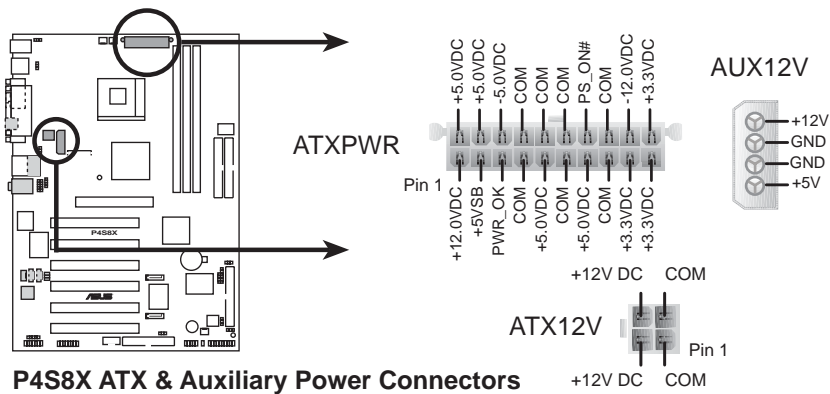 +5.0VDC
+5.0VDC
-5.0VDC
COM
COM
COM
PS_ON#
COM
-12.0VDC
+3.3VDC
AUX12V
+12V
GND
GND
+5V
ATXPWR
Pin 1
+12.0VDC
+5VSB
PWR_OK
COM
+5.0VDC
COM
+5.0VDC
COM
+3.3VDC
+3.3VDC
P4S8X
/SUS
+12V DC COM
ATX12V
Pin 1
+12V DC COM
P4S8X ATX & Auxiliary Power Connectors